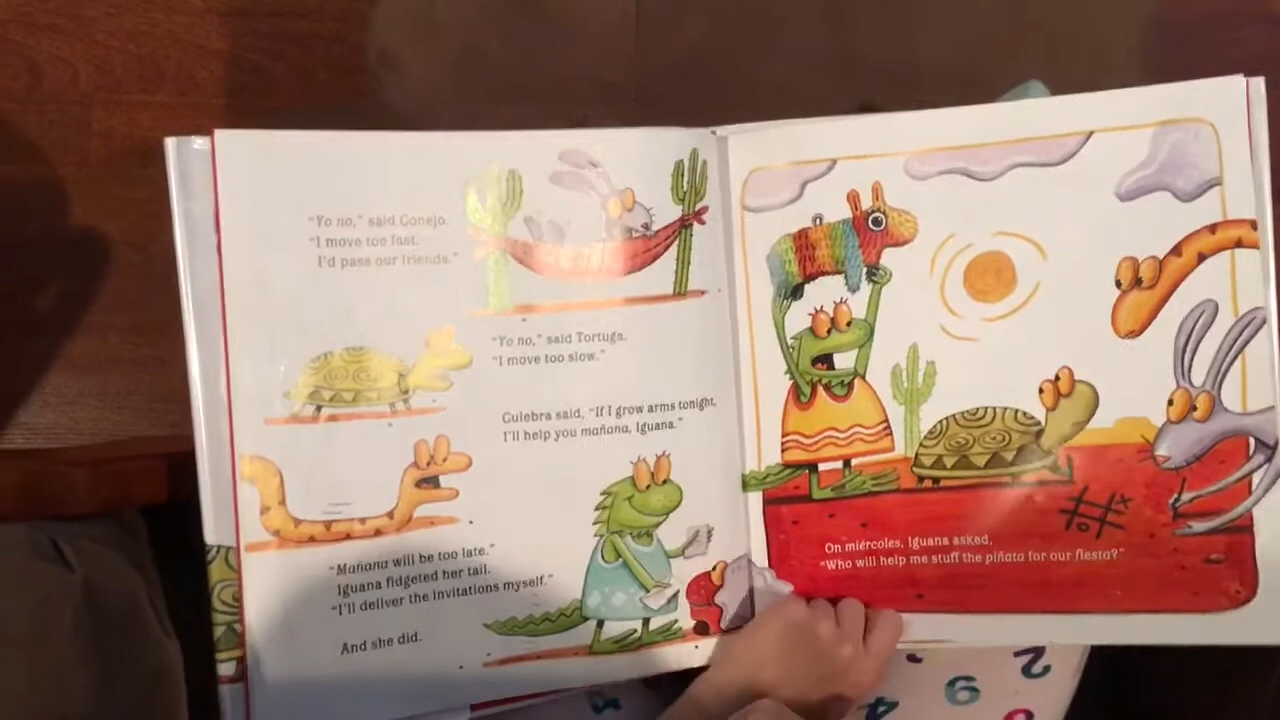 "Yo no," said Conejo.
"I move too fast.
I'd pass our friends."
"Yo no," said Tortuga.
"I move too slow."
Culebra said, "If I grow arms tonight,
I'll help you mañana, Iguana."
"Mañana will be too late."
Iguana fidgeted her tail.
"I'll deliver the invitations myself."
And she did.
On miércoles, Iguana asked,
"Who will help me stuff the piñata for our fiesta?"
2
9
4